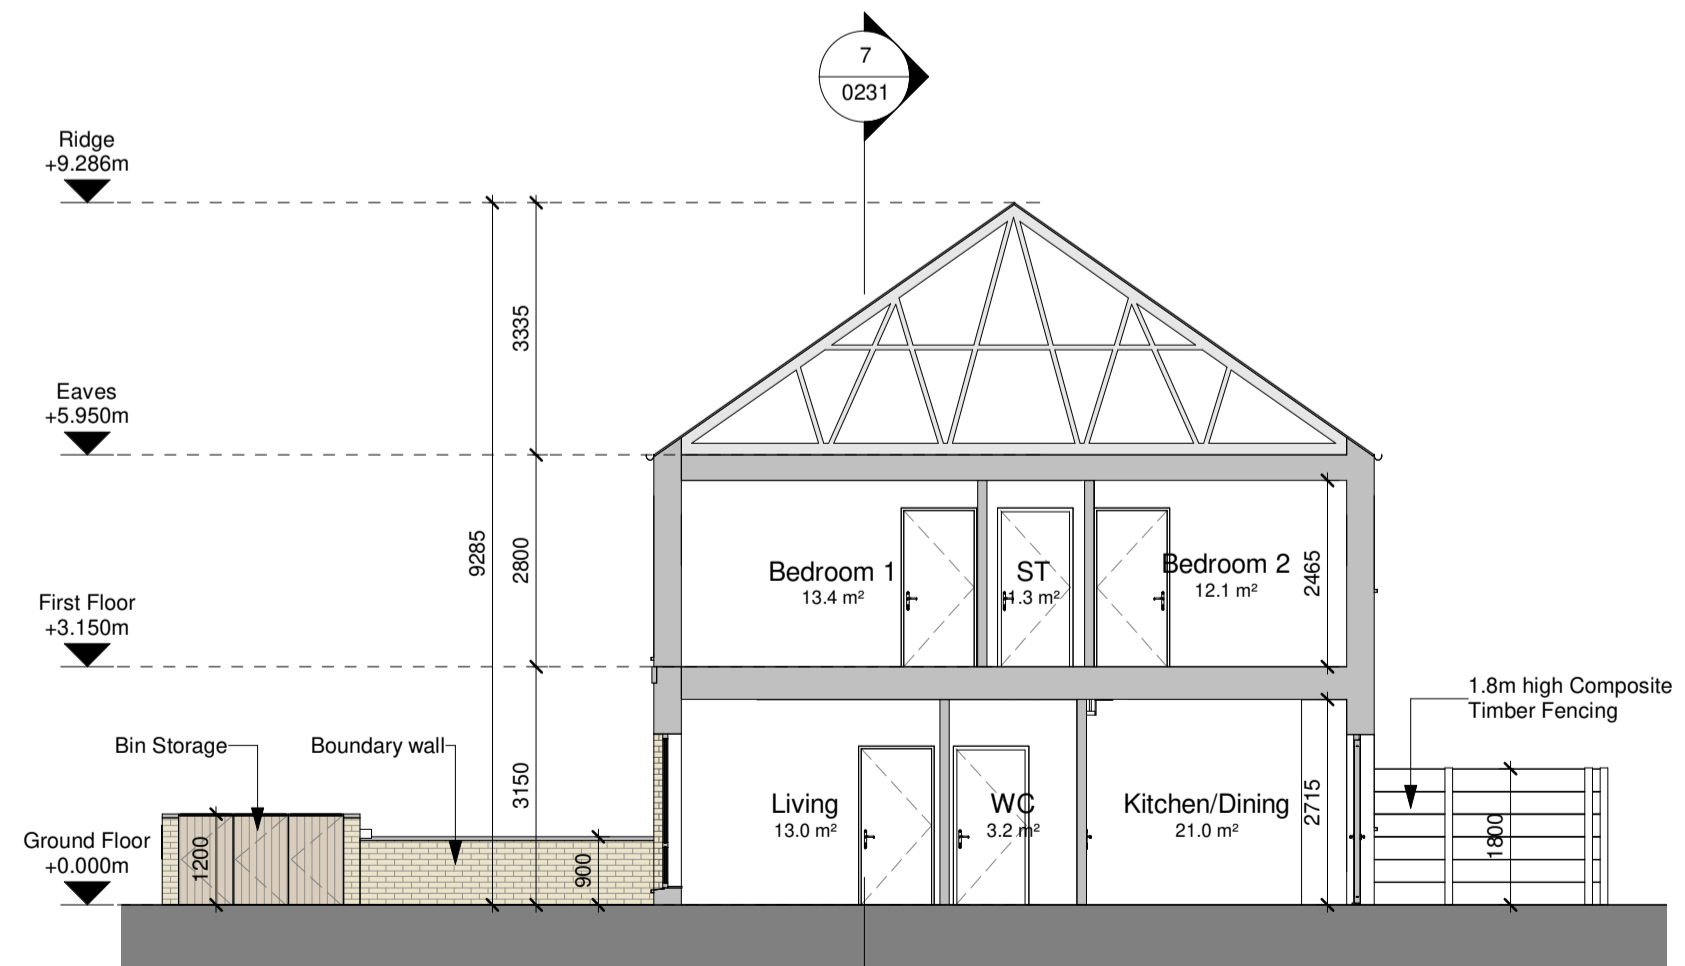 7
0231
Ridge
+9.286m
3335
Eaves
+5.950m
9285
2800
Bedroom 1
13.4 m²
ST
1.3 m²
Bedroom 2
12.1 m²
2465
First Floor
+3.150m
1.8m high Composite
Timber Fencing
Bin Storage
Boundary wall
3150
Living
13.0 m²
WC
3.2 m²
Kitchen/Dining
21.0 m²
2715
1800
Ground Floor
+0.000m
1200
900